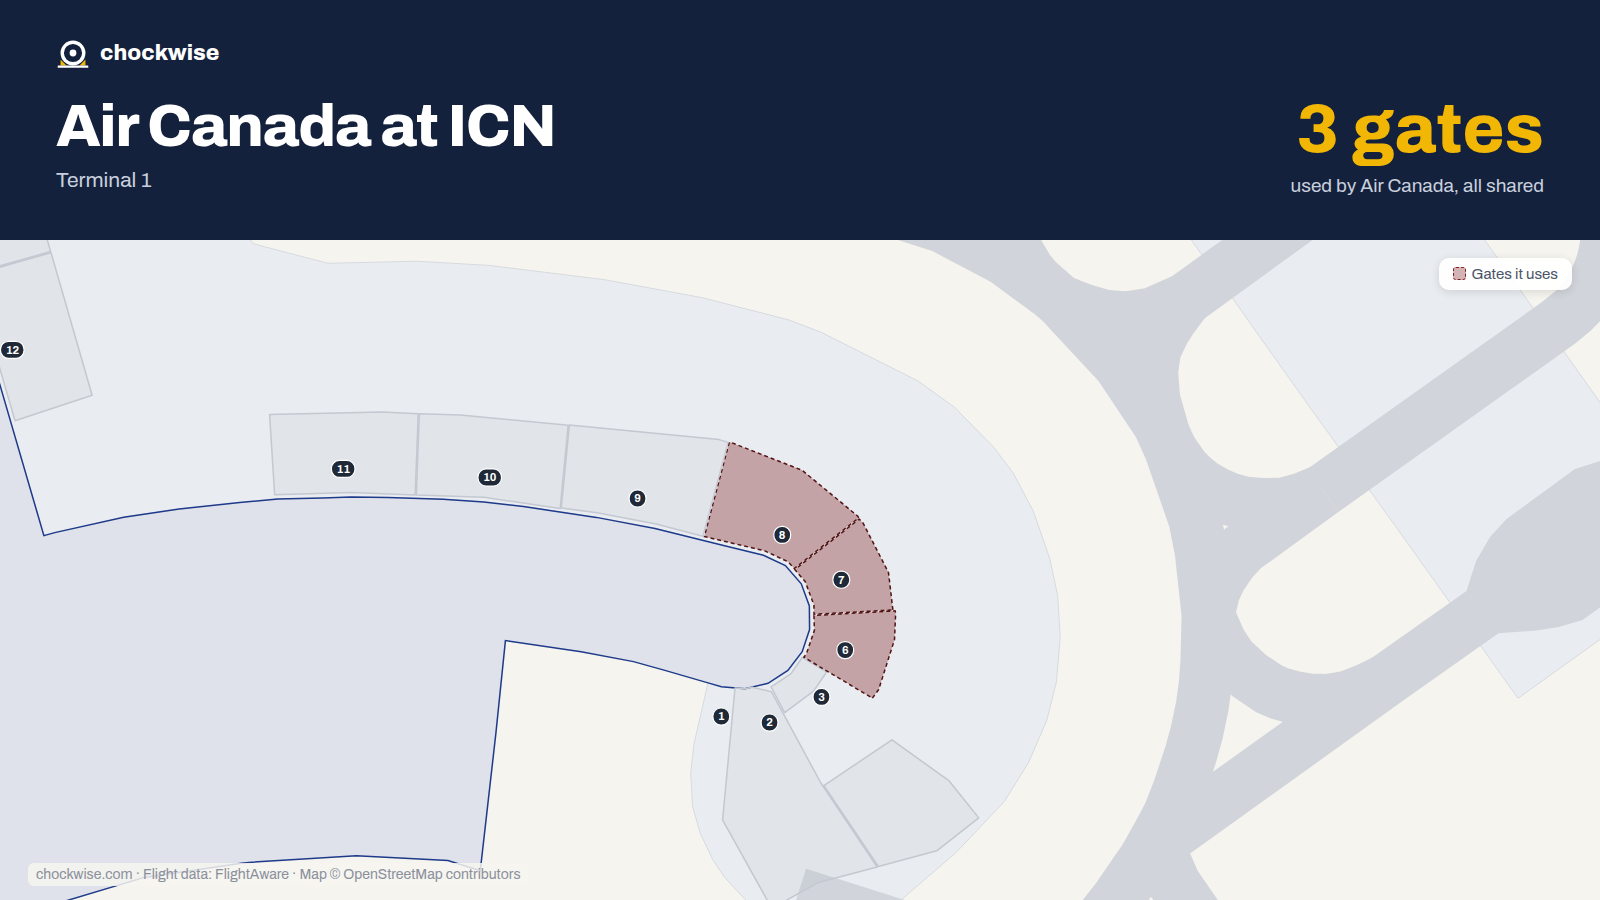 chockwise
Air Canada at ICN
Terminal 1
3 gates
used by Air Canada, all shared
Gates it uses
12
11
10
9
8
7
6
3
1
2
chockwise.com · Flight data: FlightAware · Map © OpenStreetMap contributors